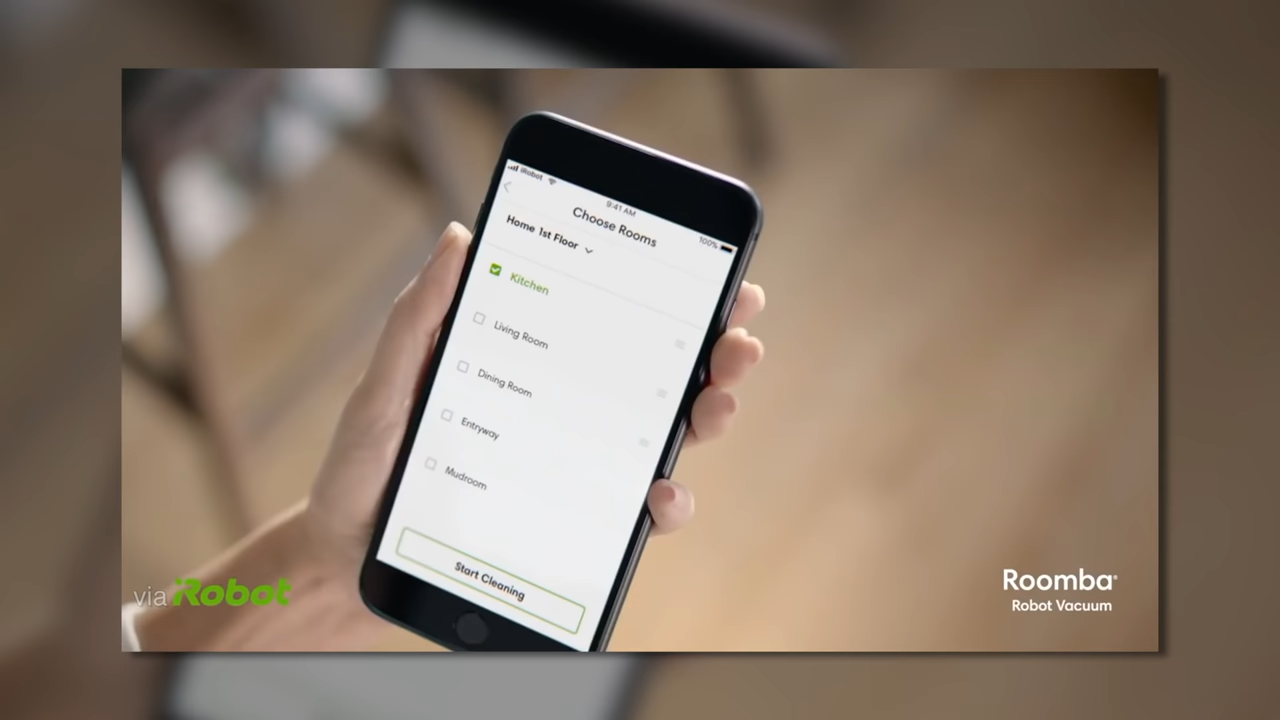 iRobot
9:41 AM
100%
Choose Rooms
Home 1st Floor
Kitchen
Living Room
Dining Room
Entryway
Mudroom
Start Cleaning
via iRobot
Roomba®
Robot Vacuum